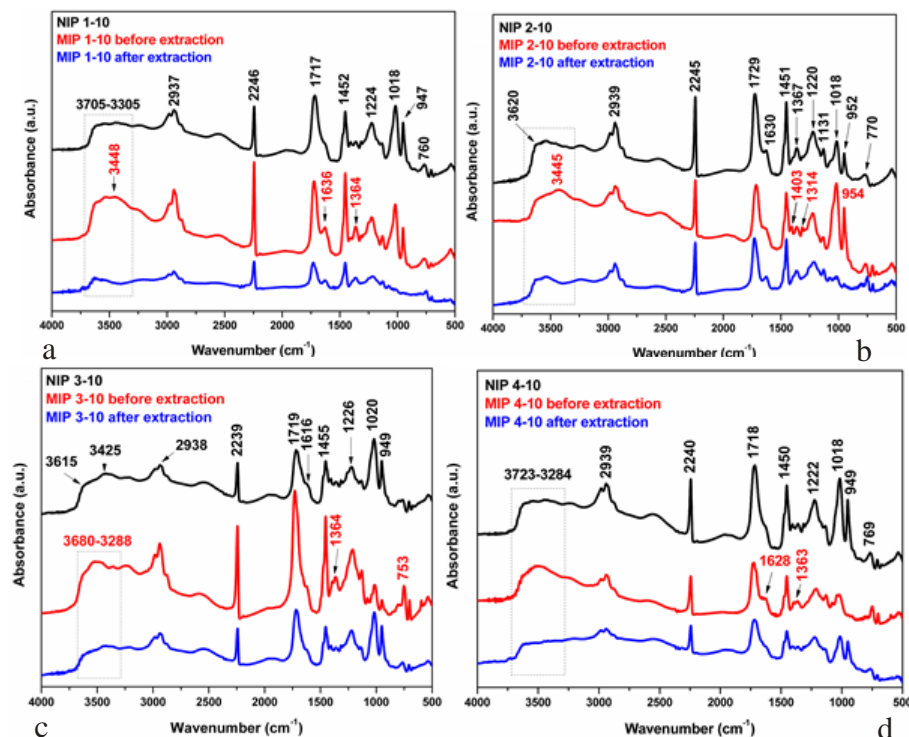 NIP 1-10
MIP 1-10 before extraction
MIP 1-10 after extraction
3705-3305
2937
2246
1717
1452
1224
1018
947
760
3448
1636
1364
Absorbance (a.u.)
4000 3500 3000 2500 2000 1500 1000 500
Wavenumber (cm⁻¹)
a
NIP 2-10
MIP 2-10 before extraction
MIP 2-10 after extraction
3620
2939
2245
1729
1630
1451
1367
1220
1131
1018
952
770
3445
1403
1314
954
Absorbance (a.u.)
4000 3500 3000 2500 2000 1500 1000 500
Wavenumber (cm⁻¹)
b
NIP 3-10
MIP 3-10 before extraction
MIP 3-10 after extraction
3615
3425
2938
2239
1719
1616
1455
1226
1020
949
3680-3288
1364
753
Absorbance (a.u.)
4000 3500 3000 2500 2000 1500 1000 500
Wavenumber (cm⁻¹)
c
NIP 4-10
MIP 4-10 before extraction
MIP 4-10 after extraction
3723-3284
2939
2240
1718
1450
1222
1018
949
769
1628
1363
Absorbance (a.u.)
4000 3500 3000 2500 2000 1500 1000 500
Wavenumber (cm⁻¹)
d